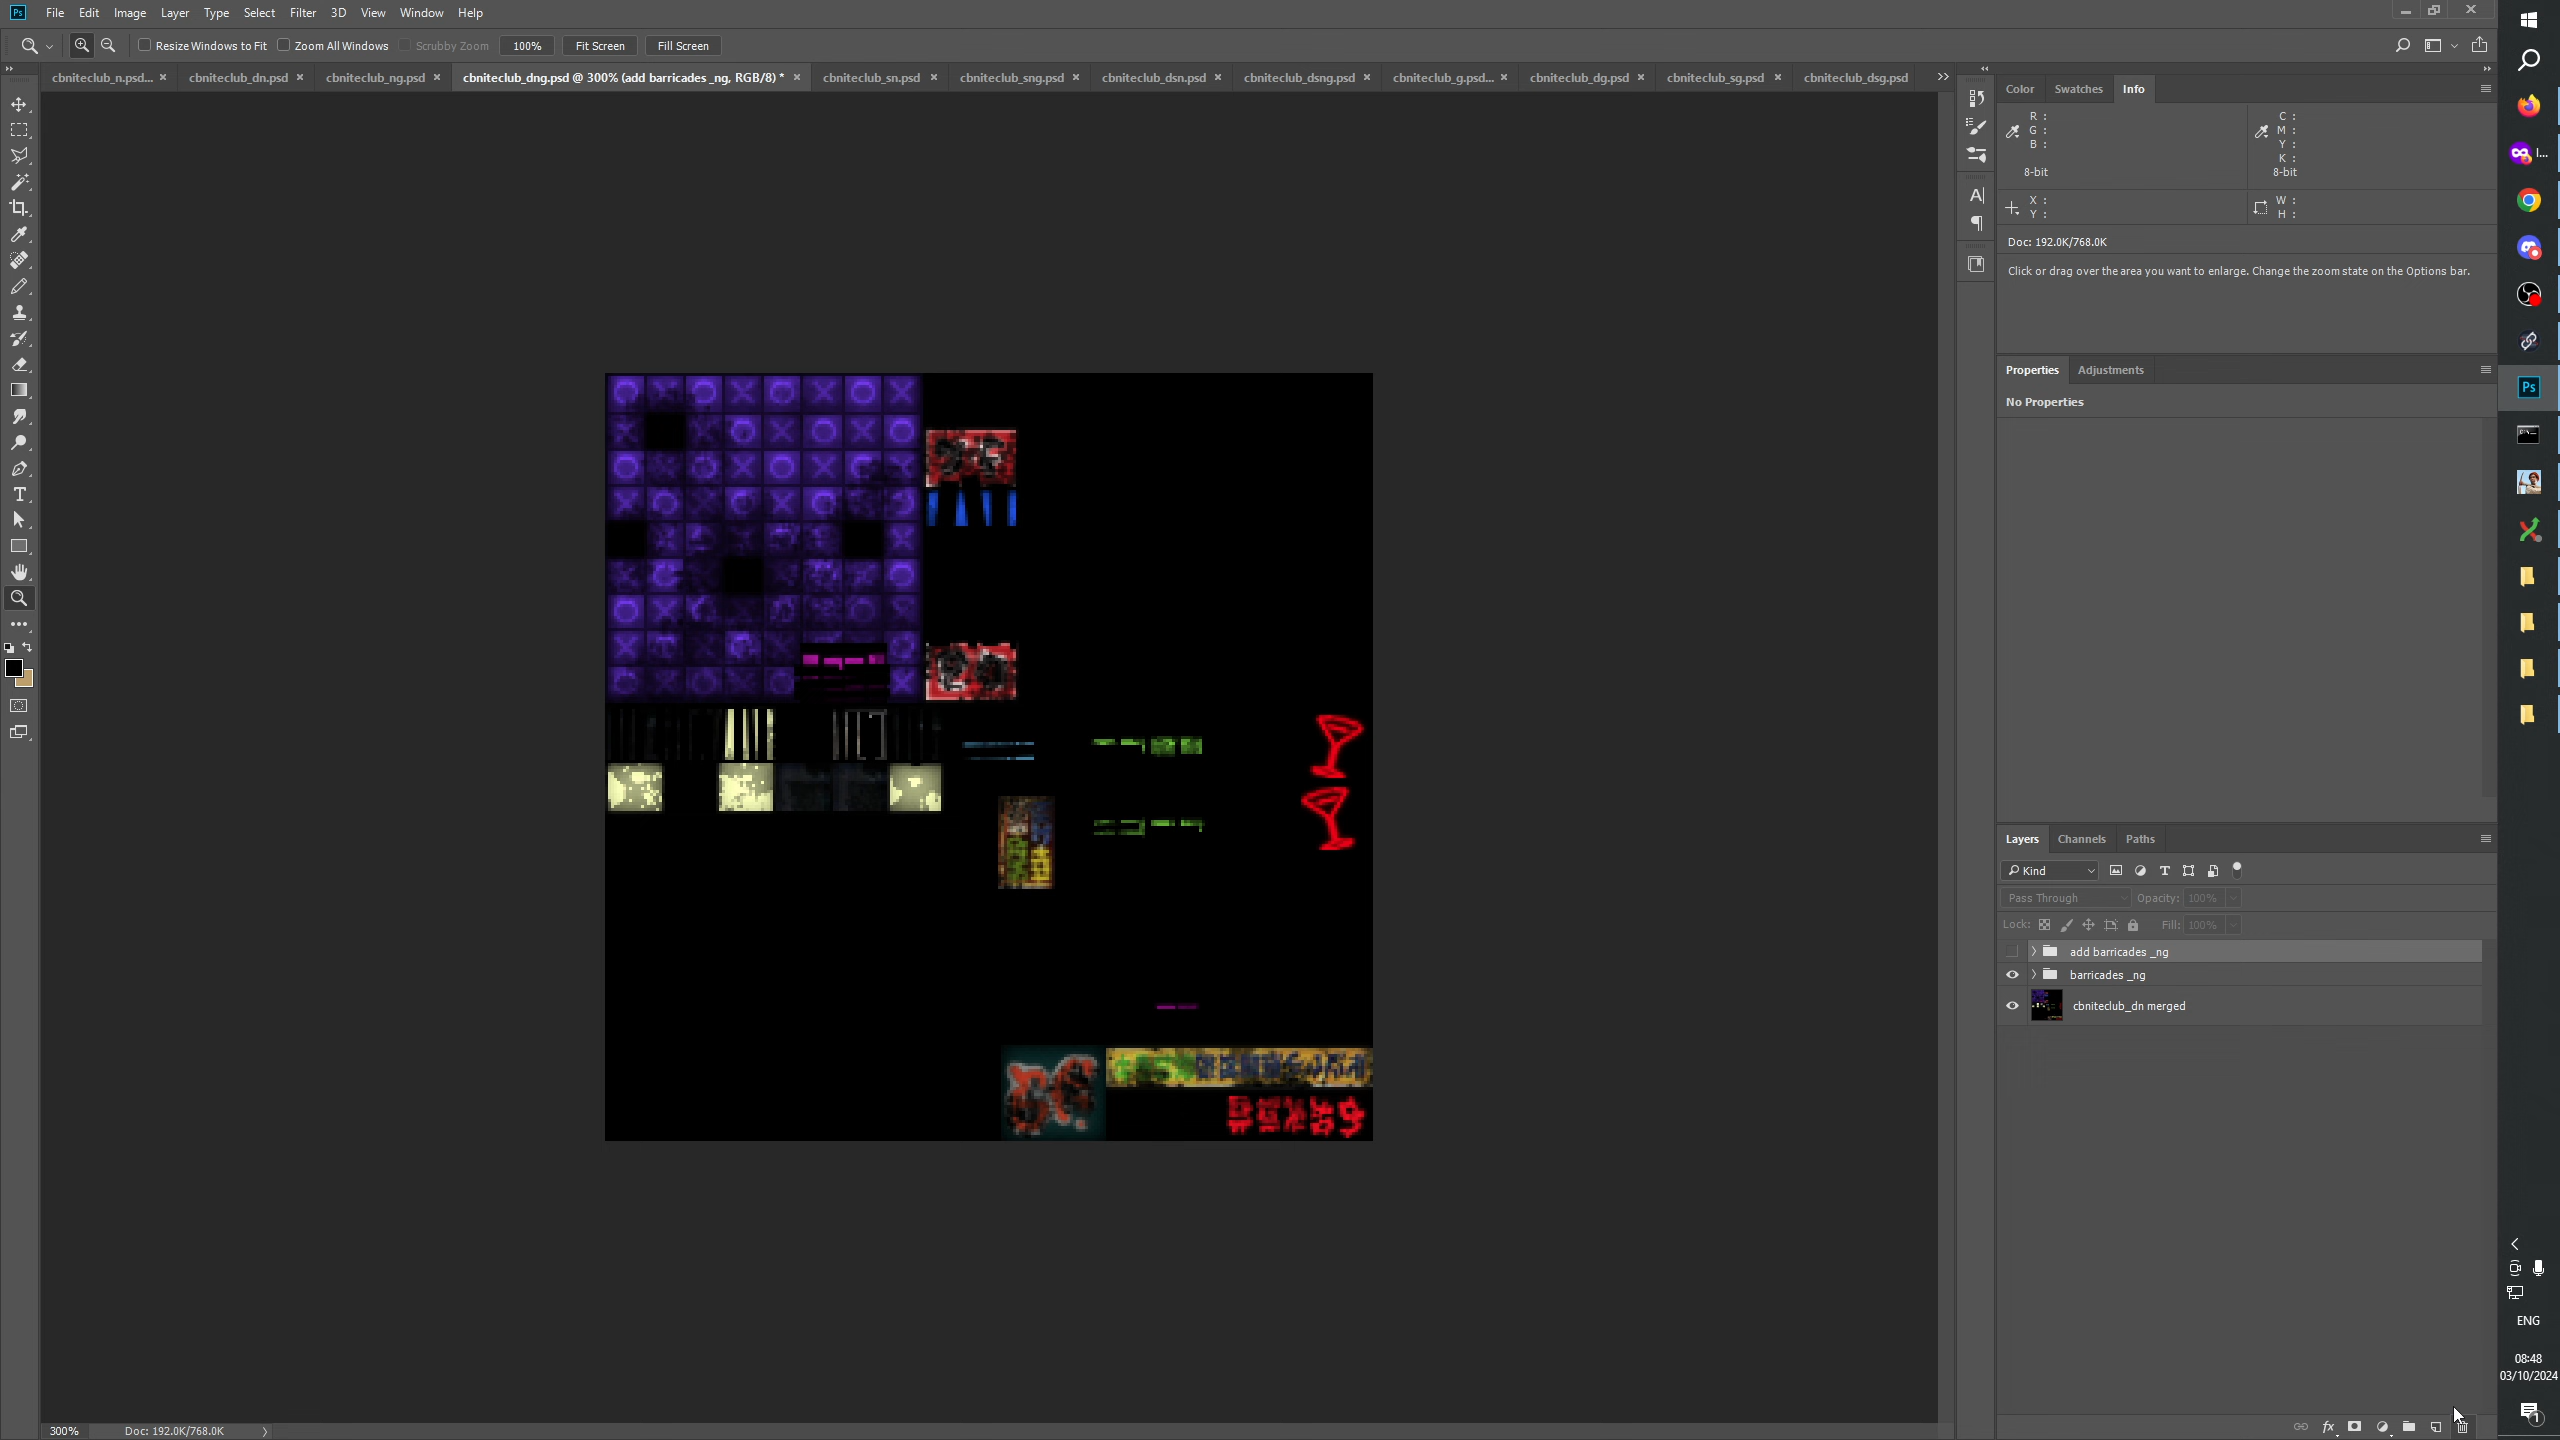 File Edit Image Layer Type Select Filter 3D View Window Help
Resize Windows to Fit Zoom All Windows Scrubby Zoom 100% Fit Screen Fill Screen
cbniteclub_n.psd... × cbniteclub_dn.psd × cbniteclub_ng.psd × cbniteclub_dng.psd @ 300% (add barricades _ng, RGB/8) * × cbniteclub_sn.psd × cbniteclub_sng.psd × cbniteclub_dsn.psd × cbniteclub_dsng.psd × cbniteclub_g.psd... × cbniteclub_dg.psd × cbniteclub_sg.psd × cbniteclub_dsg.psd
Color Swatches Info
R : C :
G : M :
B : Y :
K :
8-bit 8-bit
X : W :
Y : H :
Doc: 192.0K/768.0K
Click or drag over the area you want to enlarge. Change the zoom state on the Options bar.
Properties Adjustments
No Properties
Layers Channels Paths
Kind
Pass Through Opacity: 100%
Lock: Fill: 100%
add barricades _ng
barricades _ng
cbniteclub_dn merged
ENG
08:48
03/10/2024
1
300% Doc: 192.0K/768.0K